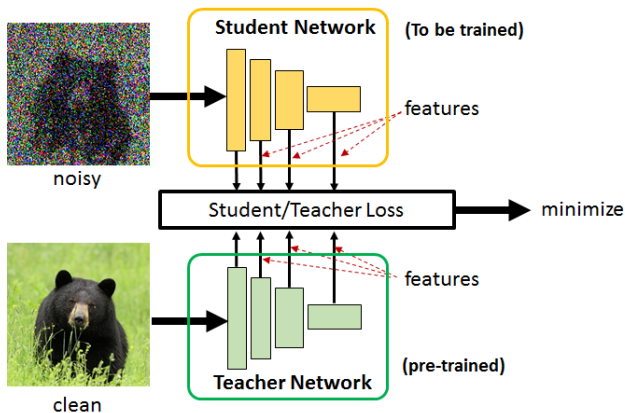 Student Network
(To be trained)
features
noisy
Student/Teacher Loss
minimize
features
Teacher Network
(pre-trained)
clean